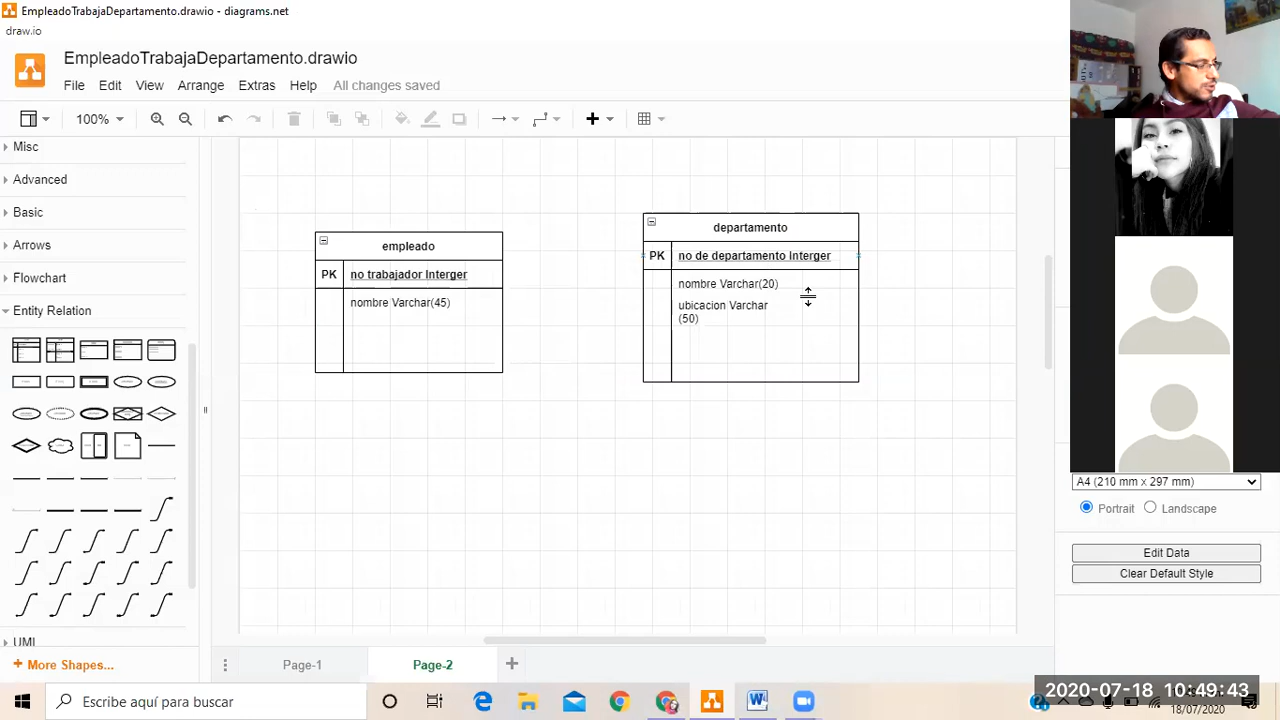 EmpleadoTrabajaDepartamento.drawio - diagrams.net
draw.io
EmpleadoTrabajaDepartamento.drawio
File Edit View Arrange Extras Help All changes saved
100%
Misc
Advanced
Basic
Arrows
Flowchart
Entity Relation
UML
+ More Shapes...
empleado
PK no trabajador Interger
nombre Varchar(45)
departamento
PK no de departamento Interger
nombre Varchar(20)
ubicacion Varchar
(50)
A4 (210 mm x 297 mm)
Portrait Landscape
Edit Data
Clear Default Style
Page-1 Page-2
Escribe aquí para buscar
2020-07-18 10:49:43
18/07/2020